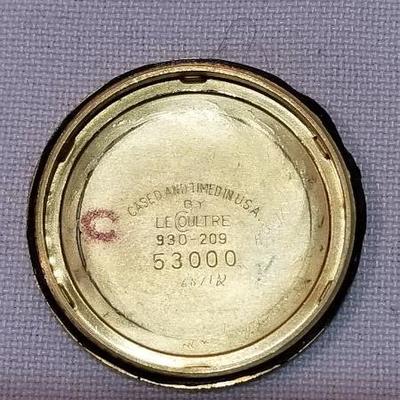 CASED AND TIMED IN U.S.A.
BY
LECOULTRE
930-209
53000
C